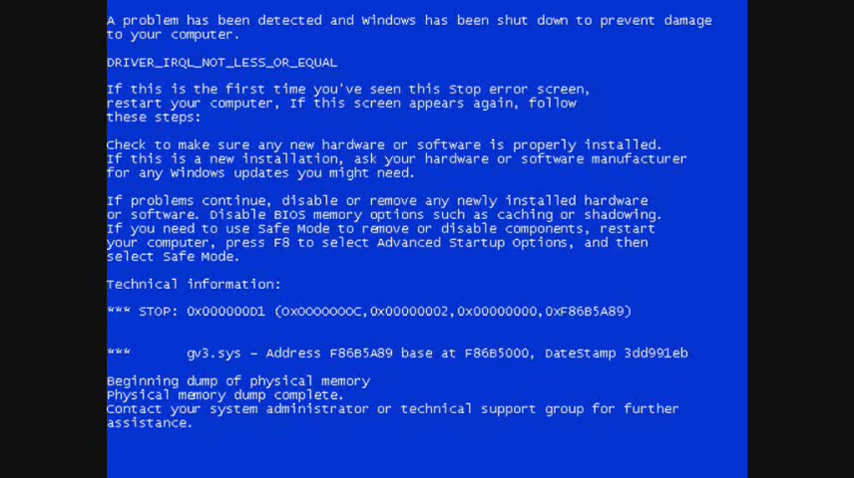 A problem has been detected and Windows has been shut down to prevent damage
to your computer.
DRIVER_IRQL_NOT_LESS_OR_EQUAL
If this is the first time you've seen this Stop error screen,
restart your computer, If this screen appears again, follow
these steps:
Check to make sure any new hardware or software is properly installed.
If this is a new installation, ask your hardware or software manufacturer
for any Windows updates you might need.
If problems continue, disable or remove any newly installed hardware
or software. Disable BIOS memory options such as caching or shadowing.
If you need to use Safe Mode to remove or disable components, restart
your computer, press F8 to select Advanced Startup Options, and then
select Safe Mode.
Technical information:
*** STOP: 0x000000D1 (0x0000000C,0x00000002,0x00000000,0xF86B5A89)
*** gv3.sys – Address F86B5A89 base at F86B5000, DateStamp 3dd991eb
Beginning dump of physical memory
Physical memory dump complete.
Contact your system administrator or technical support group for further
assistance.